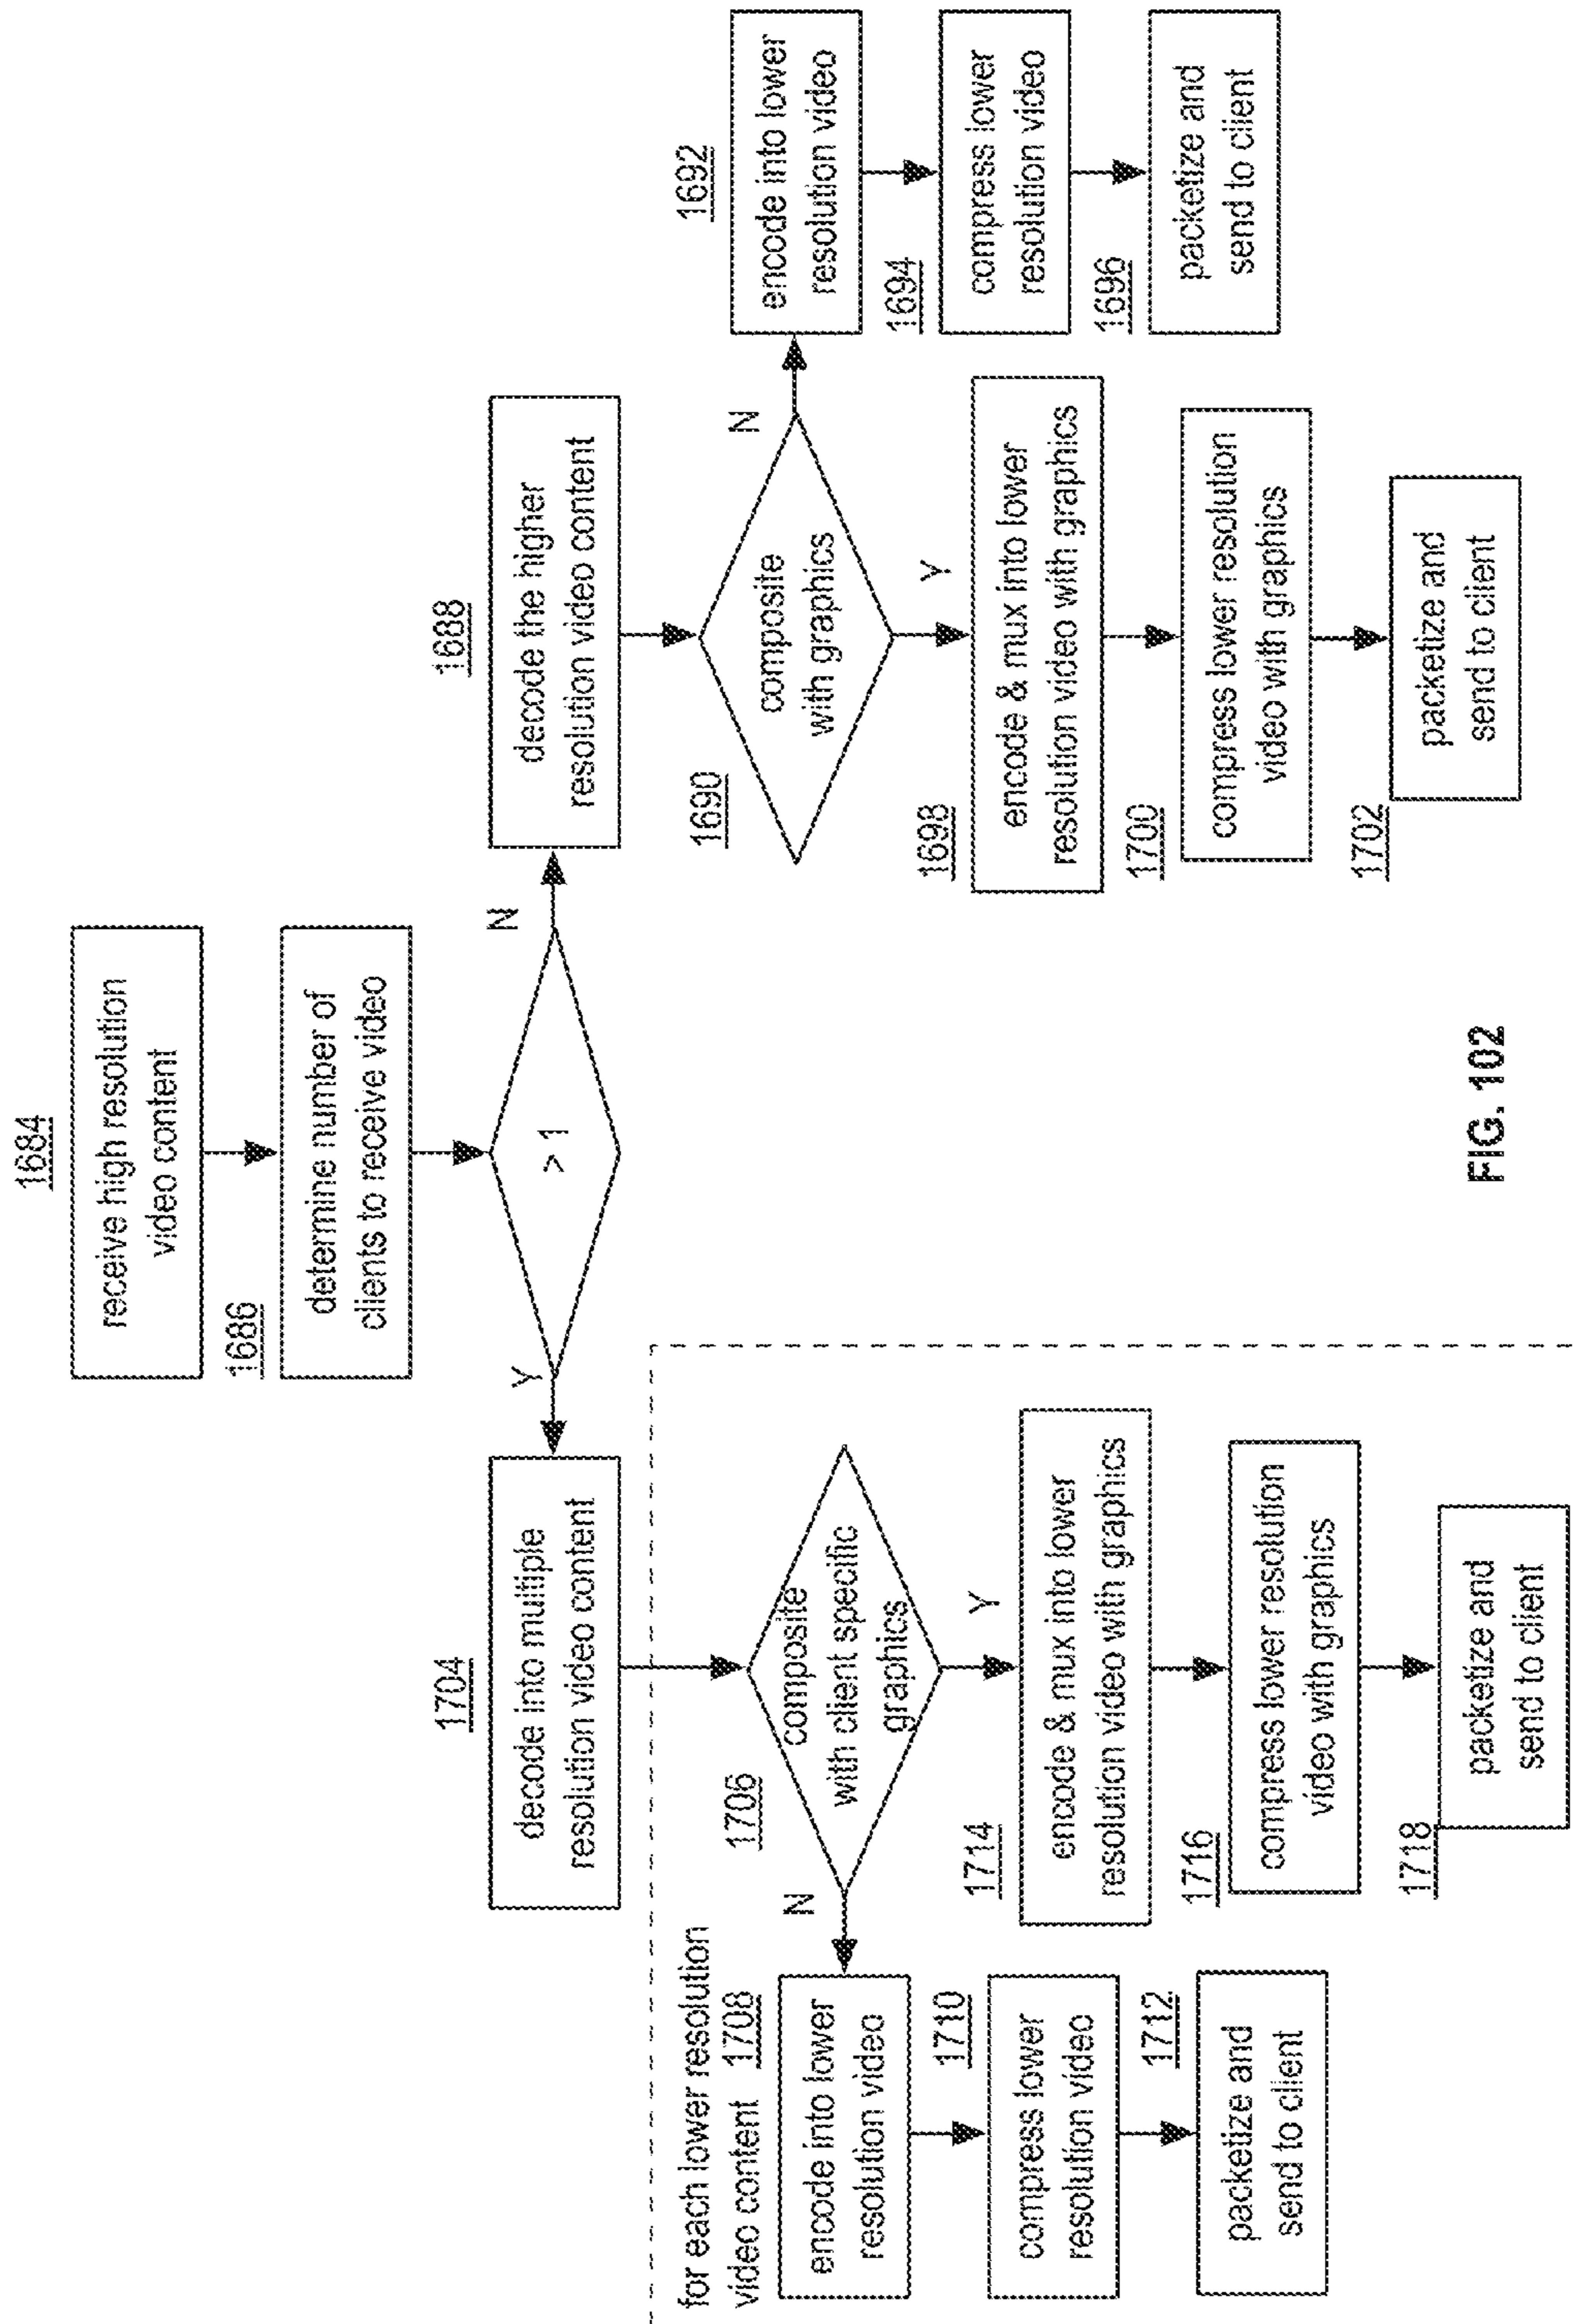 1684
receive high resolution
video content
1686
determine number of
clients to receive video
> 1
N
Y
1688
decode the higher
resolution video content
1690
composite
with graphics
N
1692
encode into lower
resolution video
1694
compress lower
resolution video
1696
packetize and
send to client
Y
1698
encode & mux into lower
resolution video with graphics
1700
compress lower resolution
video with graphics
1702
packetize and
send to client
1704
decode into multiple
resolution video content
for each lower resolution
video content
1706
composite
with client specific
graphics
N
1708
encode into lower
resolution video
1710
compress lower
resolution video
1712
packetize and
send to client
Y
1714
encode & mux into lower
resolution video with graphics
1716
compress lower resolution
video with graphics
1718
packetize and
send to client
FIG. 102